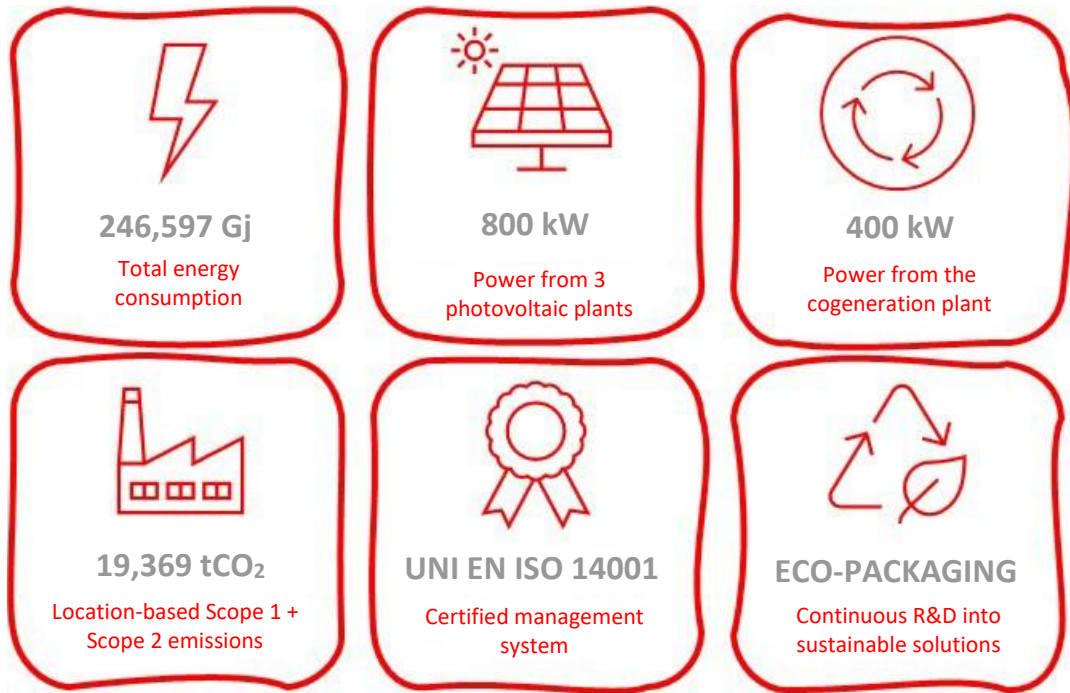 246,597 Gj
Total energy
consumption
800 kW
Power from 3
photovoltaic plants
400 kW
Power from the
cogeneration plant
19,369 tCO₂
Location-based Scope 1 +
Scope 2 emissions
UNI EN ISO 14001
Certified management
system
ECO-PACKAGING
Continuous R&D into
sustainable solutions